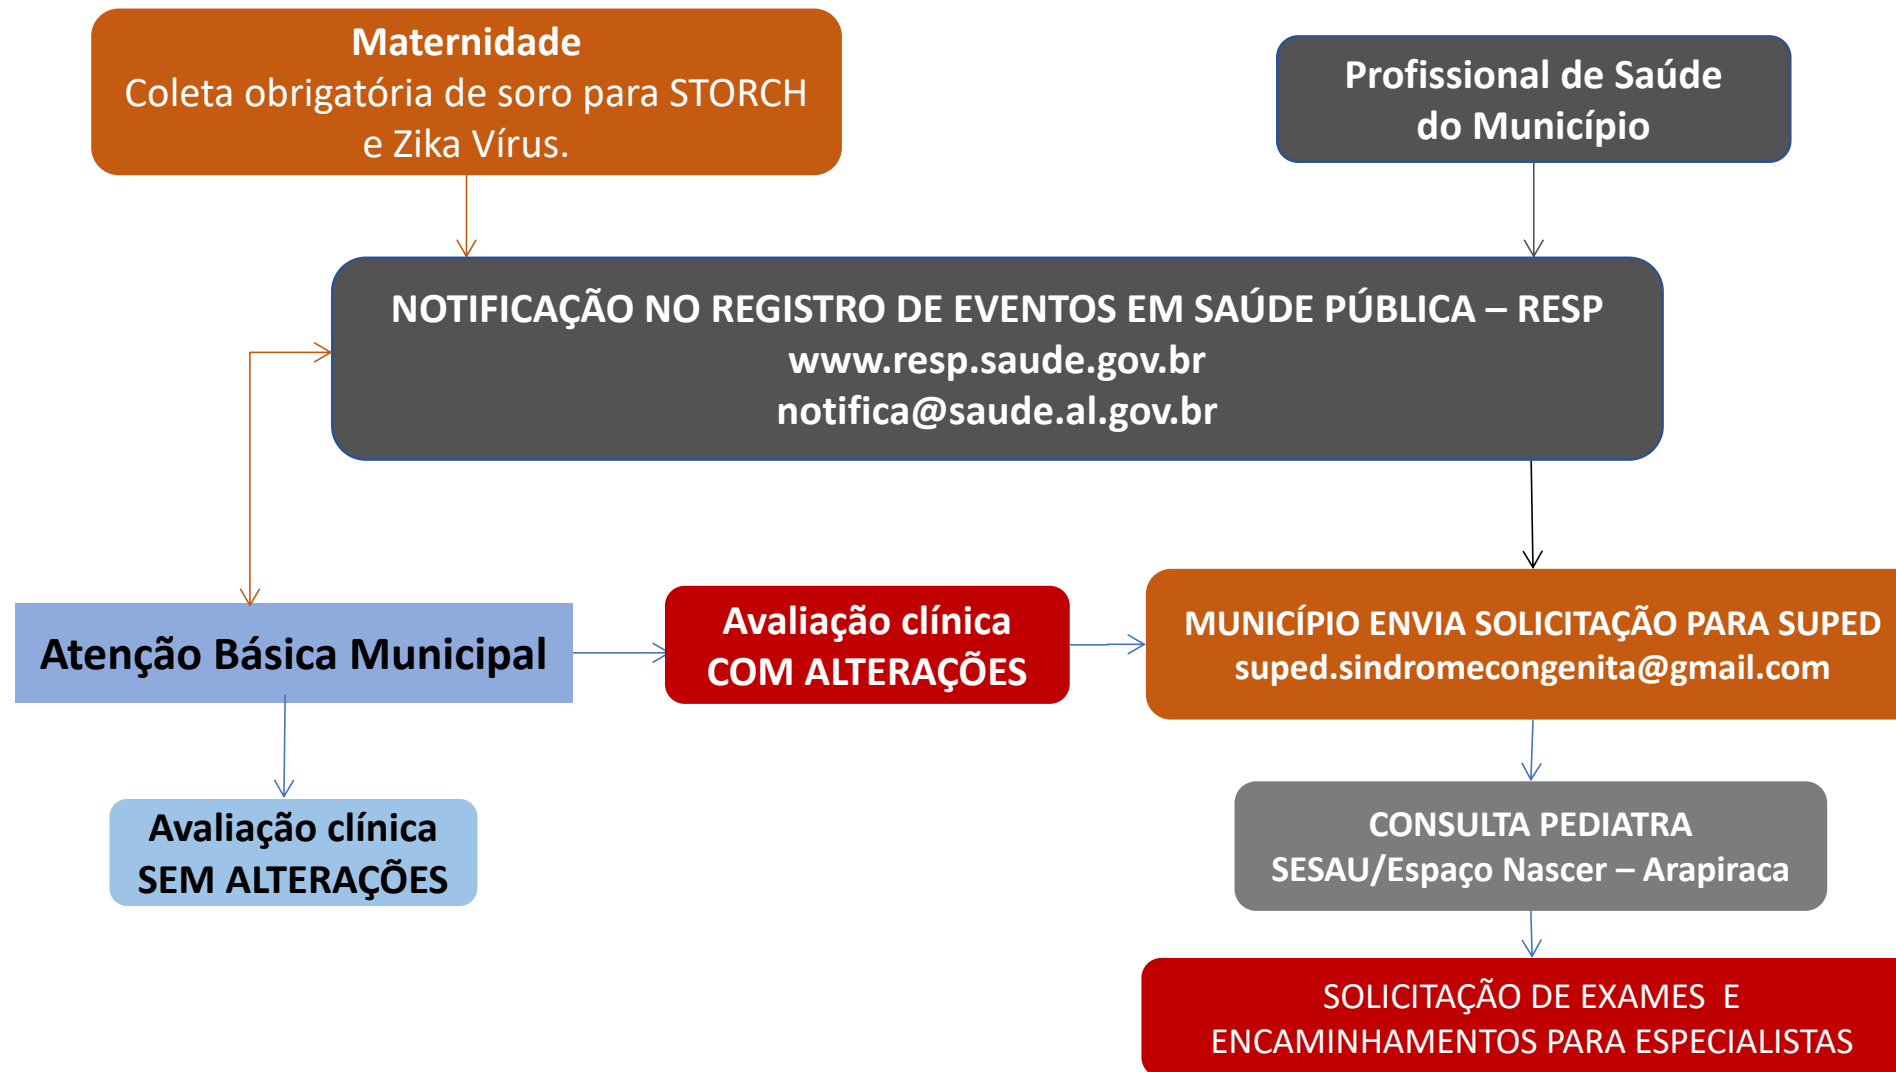 Maternidade
Coleta obrigatória de soro para STORCH
e Zika Vírus.
Profissional de Saúde
do Município
NOTIFICAÇÃO NO REGISTRO DE EVENTOS EM SAÚDE PÚBLICA – RESP
www.resp.saude.gov.br
notifica@saude.al.gov.br
Atenção Básica Municipal
Avaliação clínica
COM ALTERAÇÕES
MUNICÍPIO ENVIA SOLICITAÇÃO PARA SUPED
suped.sindromecongenita@gmail.com
Avaliação clínica
SEM ALTERAÇÕES
CONSULTA PEDIATRA
SESAU/Espaço Nascer – Arapiraca
SOLICITAÇÃO DE EXAMES E
ENCAMINHAMENTOS PARA ESPECIALISTAS